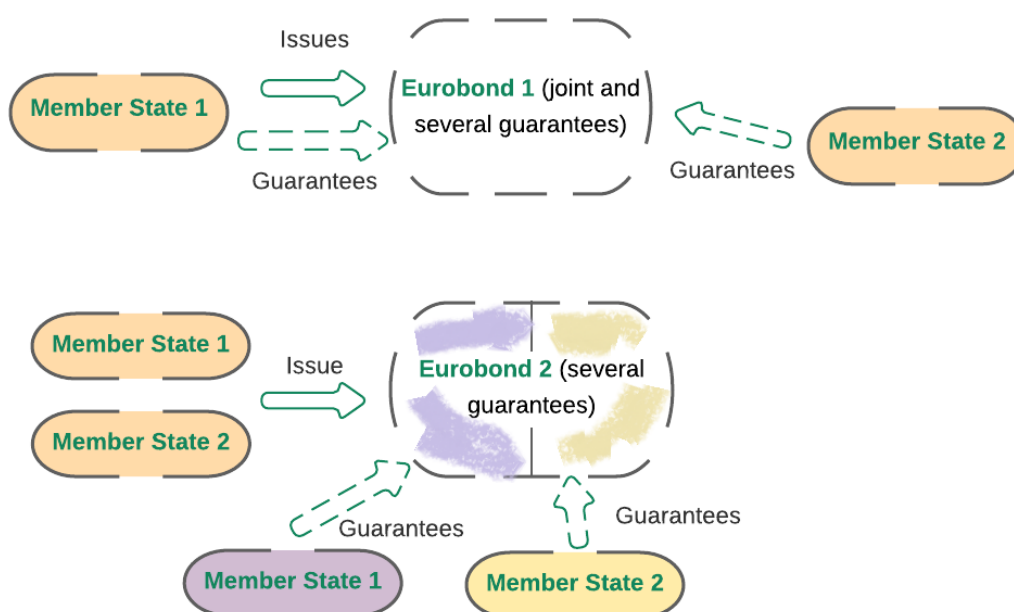 Issues
Member State 1
Eurobond 1 (joint and
several guarantees)
Guarantees
Member State 2
Guarantees
Member State 1
Member State 2
Issue
Eurobond 2 (several
guarantees)
Guarantees
Guarantees
Member State 1
Member State 2